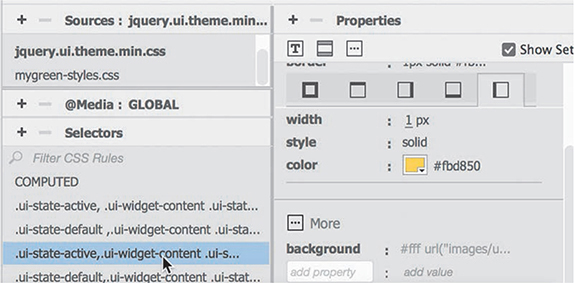 Sources : jquery.ui.theme.min...
jquery.ui.theme.min.css
mygreen-styles.css
@Media : GLOBAL
Selectors
Filter CSS Rules
COMPUTED
.ui-state-active, .ui-widget-content .ui-stat...
.ui-state-default ,.ui-widget-content .ui-sta...
.ui-state-active,.ui-widget-content .ui-s...
.ui-state-default,.ui-widget-content .ui-stat...
Properties
T
Show Set
border : 1px solid #fb...
width : 1 px
style : solid
color : #fbd850
More
background : #fff url("images/u...
add property : add value